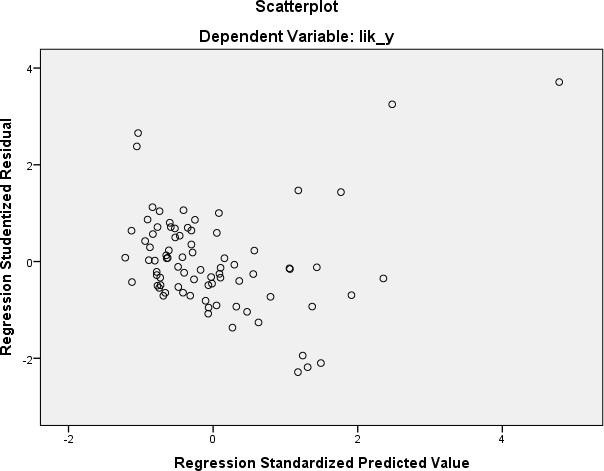 Scatterplot
Dependent Variable: lik_y
Regression Studentized Residual
4
2
0
-2
-2
0
2
4
Regression Standardized Predicted Value